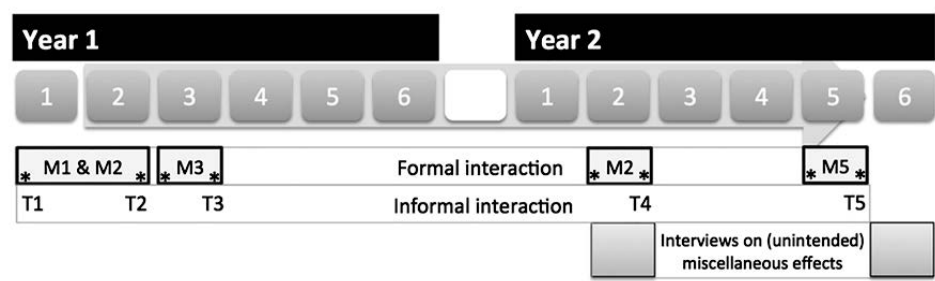 Year 1 Year 2
1 2 3 4 5 6 1 2 3 4 5 6
* M1 & M2 * * M3 * Formal interaction * M2 * * M5 *
T1 T2 T3 Informal interaction T4 T5
Interviews on (unintended)
miscellaneous effects